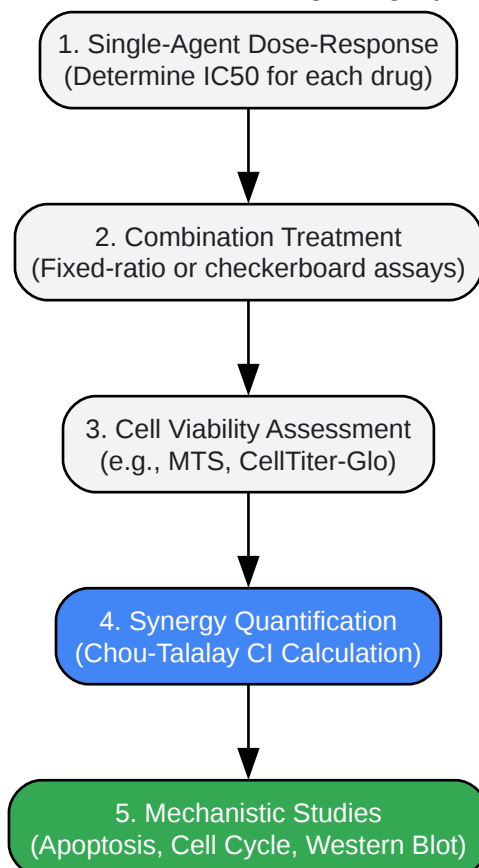 1. Single-Agent Dose-Response
(Determine IC50 for each drug)
2. Combination Treatment
(Fixed-ratio or checkerboard assays)
3. Cell Viability Assessment
(e.g., MTS, CellTiter-Glo)
4. Synergy Quantification
(Chou-Talalay CI Calculation)
5. Mechanistic Studies
(Apoptosis, Cell Cycle, Western Blot)